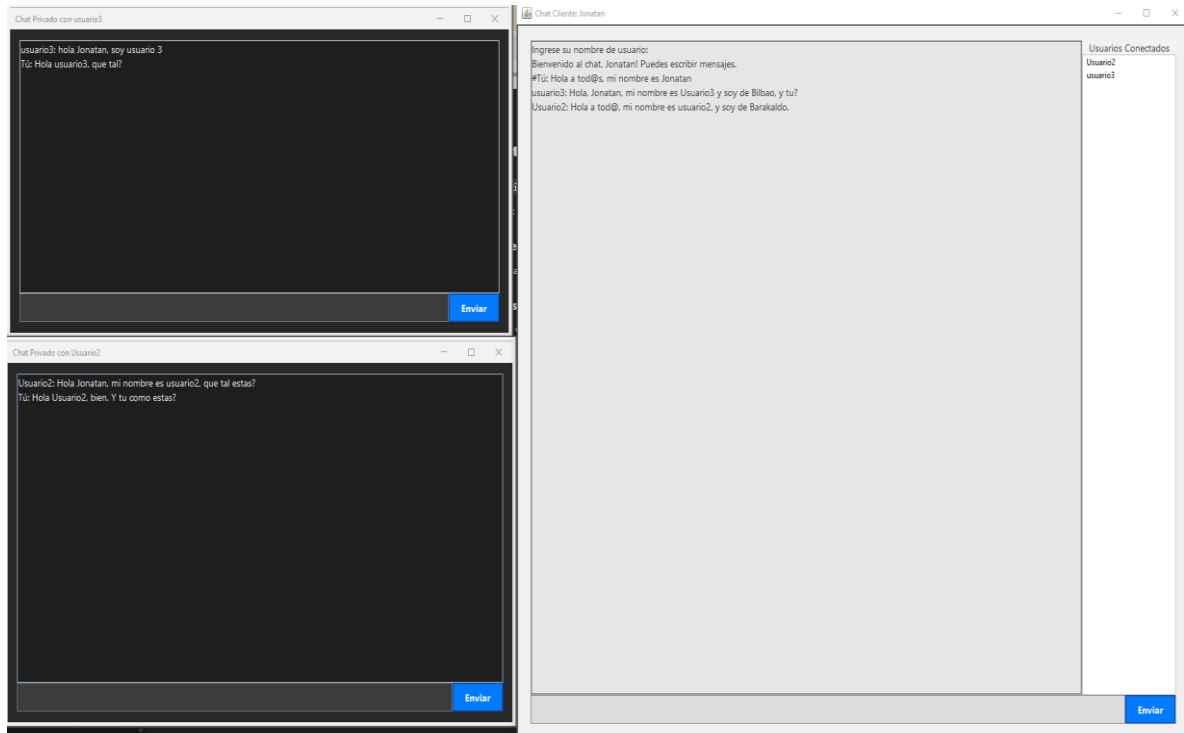 Chat Privado con usuario3
usuario3: hola Jonatan, soy usuario 3
Tú: Hola usuario3, que tal?
Enviar
Chat Privado con Usuario2
Usuario2: Hola Jonatan, mi nombre es usuario2, que tal estas?
Tú: Hola Usuario2, bien. Y tu como estas?
Enviar
Chat Cliente: Jonatan
Ingrese su nombre de usuario:
Bienvenido al chat, Jonatan! Puedes escribir mensajes.
#Tú: Hola a tod@s, mi nombre es Jonatan
usuario3: Hola, Jonatan, mi nombre es Usuario3 y soy de Bilbao, y tu?
Usuario2: Hola a tod@, mi nombre es usuario2, y soy de Barakaldo.
Usuarios Conectados
Usuario2
usuario3
Enviar